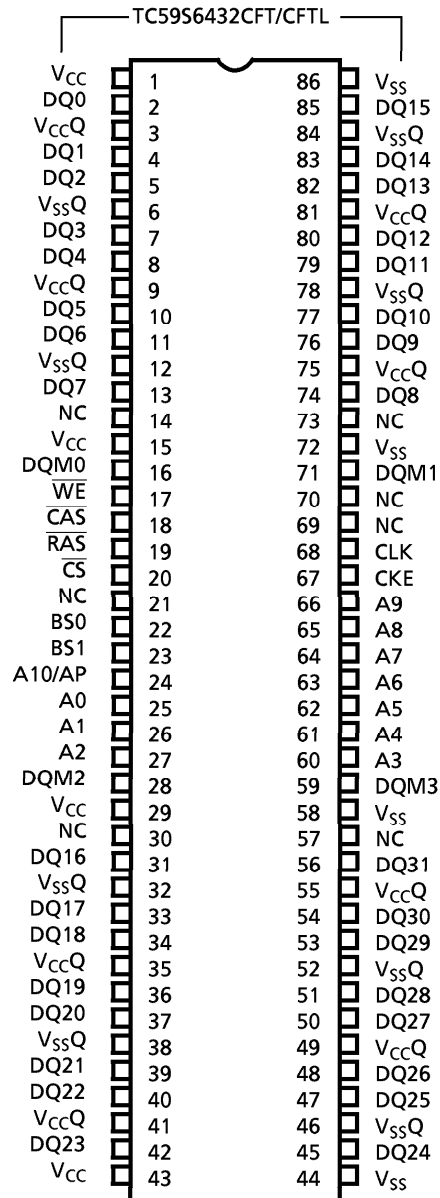 TC59S6432CFT/CFTL
VCC 1 86 VSS
DQ0 2 85 DQ15
VCCQ 3 84 VSSQ
DQ1 4 83 DQ14
DQ2 5 82 DQ13
VSSQ 6 81 VCCQ
DQ3 7 80 DQ12
DQ4 8 79 DQ11
VCCQ 9 78 VSSQ
DQ5 10 77 DQ10
DQ6 11 76 DQ9
VSSQ 12 75 VCCQ
DQ7 13 74 DQ8
NC 14 73 NC
VCC 15 72 VSS
DQM0 16 71 DQM1
WE 17 70 NC
CAS 18 69 NC
RAS 19 68 CLK
CS 20 67 CKE
NC 21 66 A9
BS0 22 65 A8
BS1 23 64 A7
A10/AP 24 63 A6
A0 25 62 A5
A1 26 61 A4
A2 27 60 A3
DQM2 28 59 DQM3
VCC 29 58 VSS
NC 30 57 NC
DQ16 31 56 DQ31
VSSQ 32 55 VCCQ
DQ17 33 54 DQ30
DQ18 34 53 DQ29
VCCQ 35 52 VSSQ
DQ19 36 51 DQ28
DQ20 37 50 DQ27
VSSQ 38 49 VCCQ
DQ21 39 48 DQ26
DQ22 40 47 DQ25
VCCQ 41 46 VSSQ
DQ23 42 45 DQ24
VCC 43 44 VSS